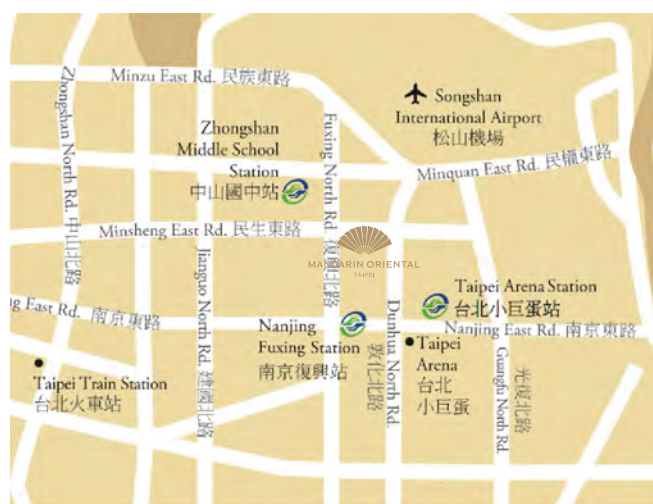 Minzu East Rd. 民族東路
Songshan
International Airport
松山機場
Zhongshan
Middle School
Station
中山國中站
Zhongshan North Rd. 中山北路
Fuxing North Rd. 復興北路
Minquan East Rd. 民權東路
Minsheng East Rd. 民生東路
MANDARIN ORIENTAL
TAIPEI
Jianguo North Rd. 建國北路
Taipei Arena Station
台北小巨蛋站
ng East Rd. 南京東路
Nanjing
Fuxing Station
南京復興站
Dunhua North Rd.
敦化北路
Nanjing East Rd. 南京東路
Taipei
Arena
台北
小巨蛋
Guangfu North Rd.
光復北路
Taipei Train Station
台北火車站